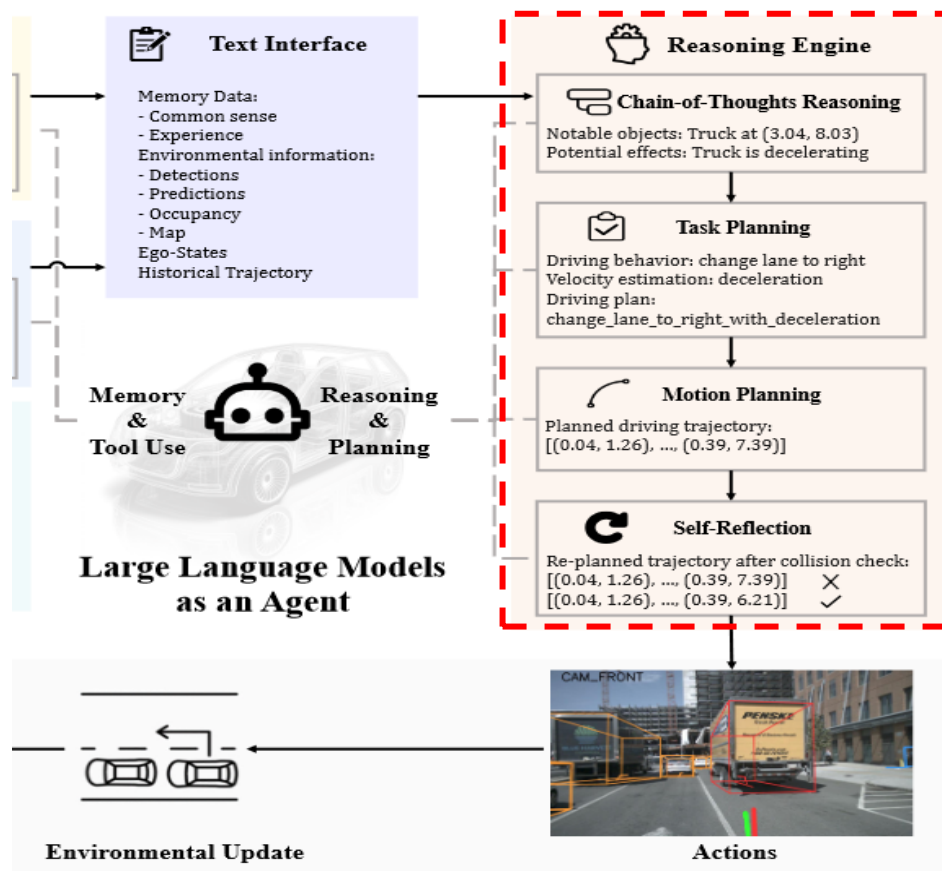 Text Interface
Memory Data:
- Common sense
- Experience
Environmental information:
- Detections
- Predictions
- Occupancy
- Map
Ego-States
Historical Trajectory
Memory
&
Tool Use
Reasoning
&
Planning
Large Language Models
as an Agent
Reasoning Engine
Chain-of-Thoughts Reasoning
Notable objects: Truck at (3.04, 8.03)
Potential effects: Truck is decelerating
Task Planning
Driving behavior: change lane to right
Velocity estimation: deceleration
Driving plan:
change_lane_to_right_with_deceleration
Motion Planning
Planned driving trajectory:
[(0.04, 1.26), ..., (0.39, 7.39)]
Self-Reflection
Re-planned trajectory after collision check:
[(0.04, 1.26), ..., (0.39, 7.39)]
[(0.04, 1.26), ..., (0.39, 6.21)]
CAM_FRONT
PENSKE
Environmental Update
Actions